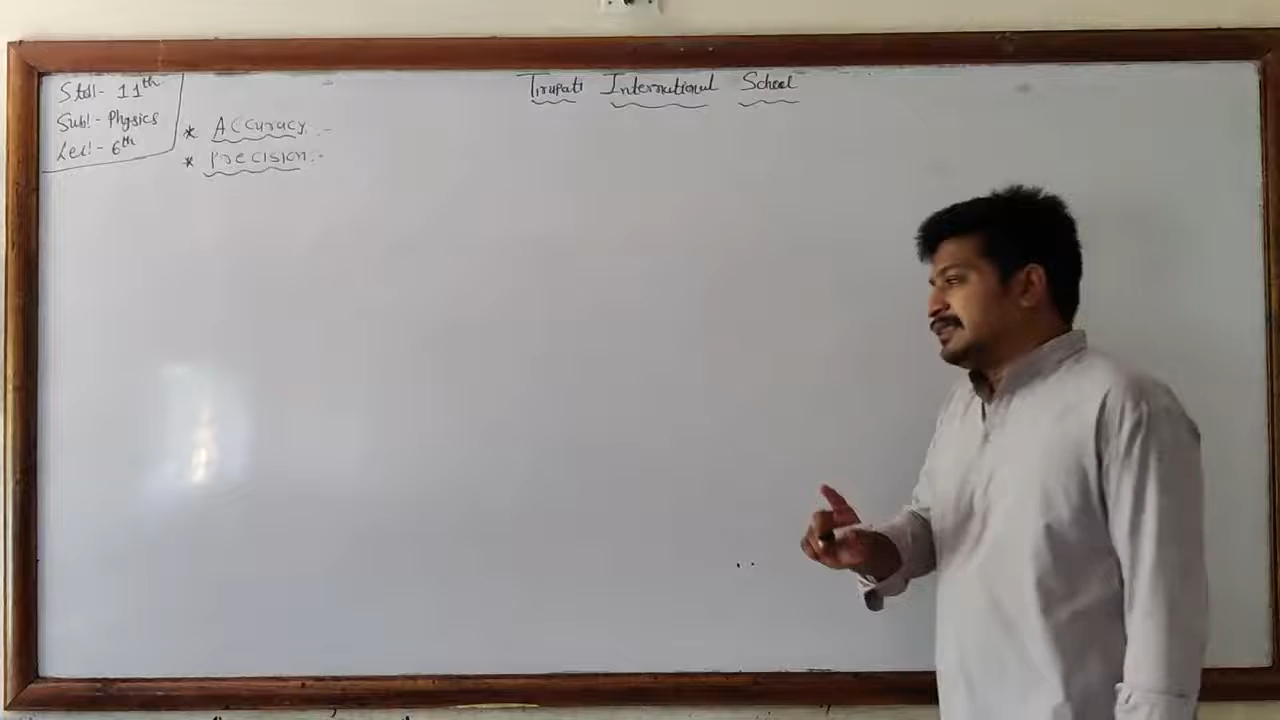 Std!- 11th
Sub!- Physics
Lec!- 6th
Tirupati International School
* Accuracy :-
* Precision :-